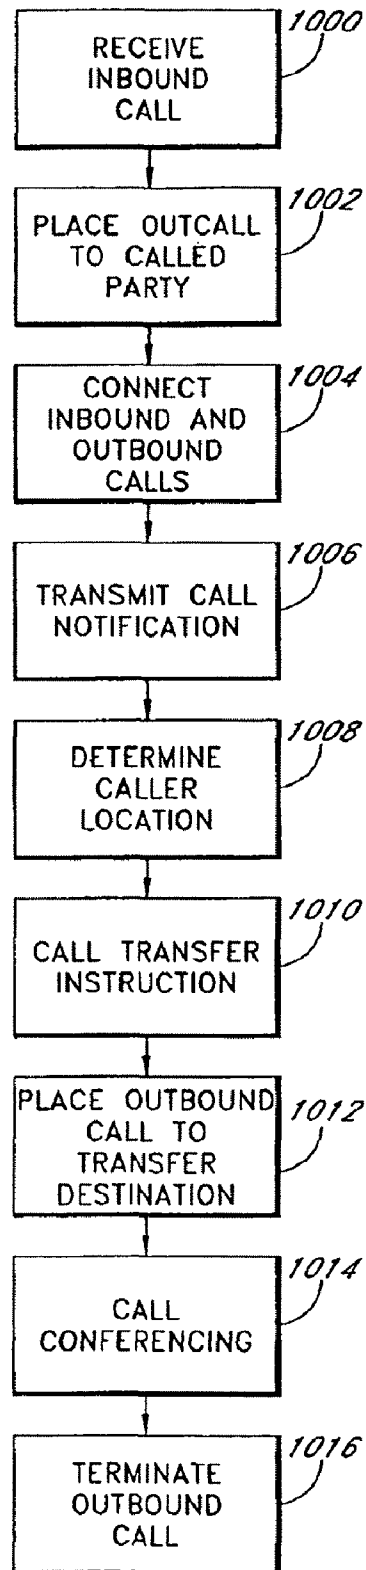 1000
RECEIVE
INBOUND
CALL
1002
PLACE OUTCALL
TO CALLED
PARTY
1004
CONNECT
INBOUND AND
OUTBOUND
CALLS
1006
TRANSMIT CALL
NOTIFICATION
1008
DETERMINE
CALLER
LOCATION
1010
CALL TRANSFER
INSTRUCTION
1012
PLACE OUTBOUND
CALL TO
TRANSFER
DESTINATION
1014
CALL
CONFERENCING
1016
TERMINATE
OUTBOUND
CALL